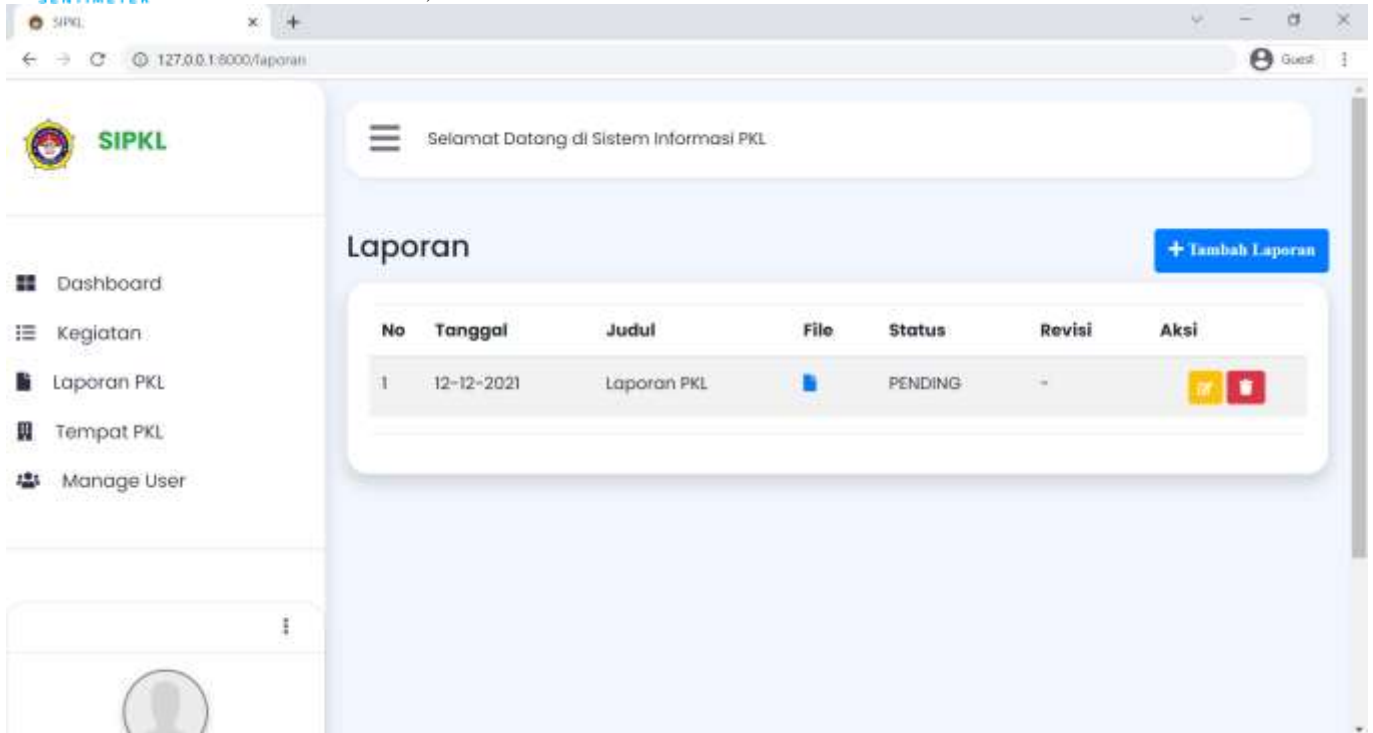 SENTIMETER
SIPKL
127.0.0.1:8000/laporan
Guest
SIPKL
Selamat Datang di Sistem Informasi PKL
Laporan
+ Tambah Laporan
Dashboard
Kegiatan
Laporan PKL
Tempat PKL
Manage User
No Tanggal Judul File Status Revisi Aksi
1 12-12-2021 Laporan PKL PENDING -